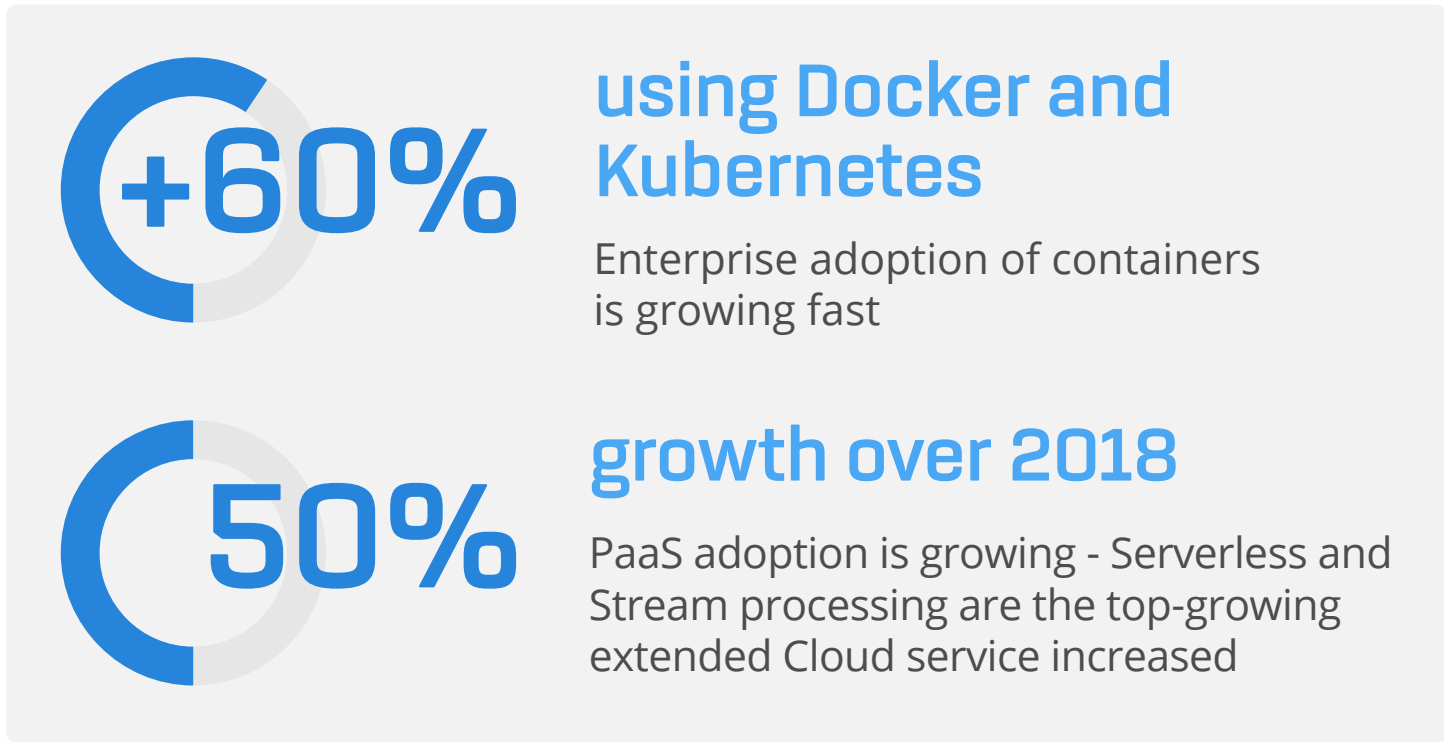 +60%
using Docker and
Kubernetes
Enterprise adoption of containers
is growing fast
50%
growth over 2018
PaaS adoption is growing - Serverless and
Stream processing are the top-growing
extended Cloud service increased